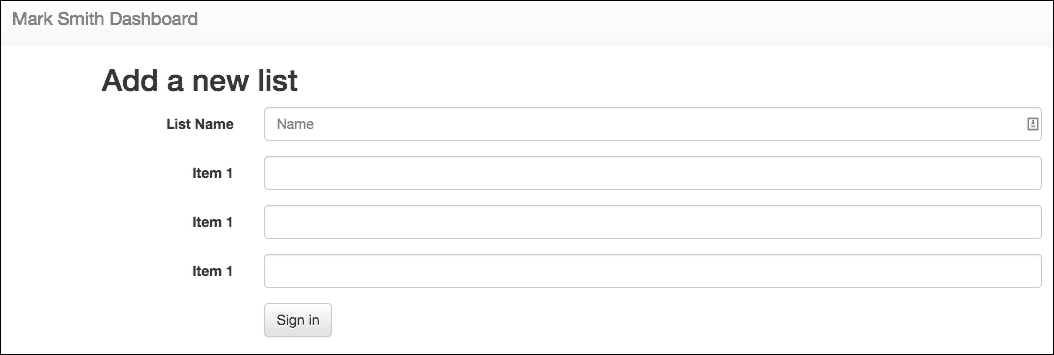 Mark Smith Dashboard
Add a new list
List Name Name
Item 1
Item 1
Item 1
Sign in